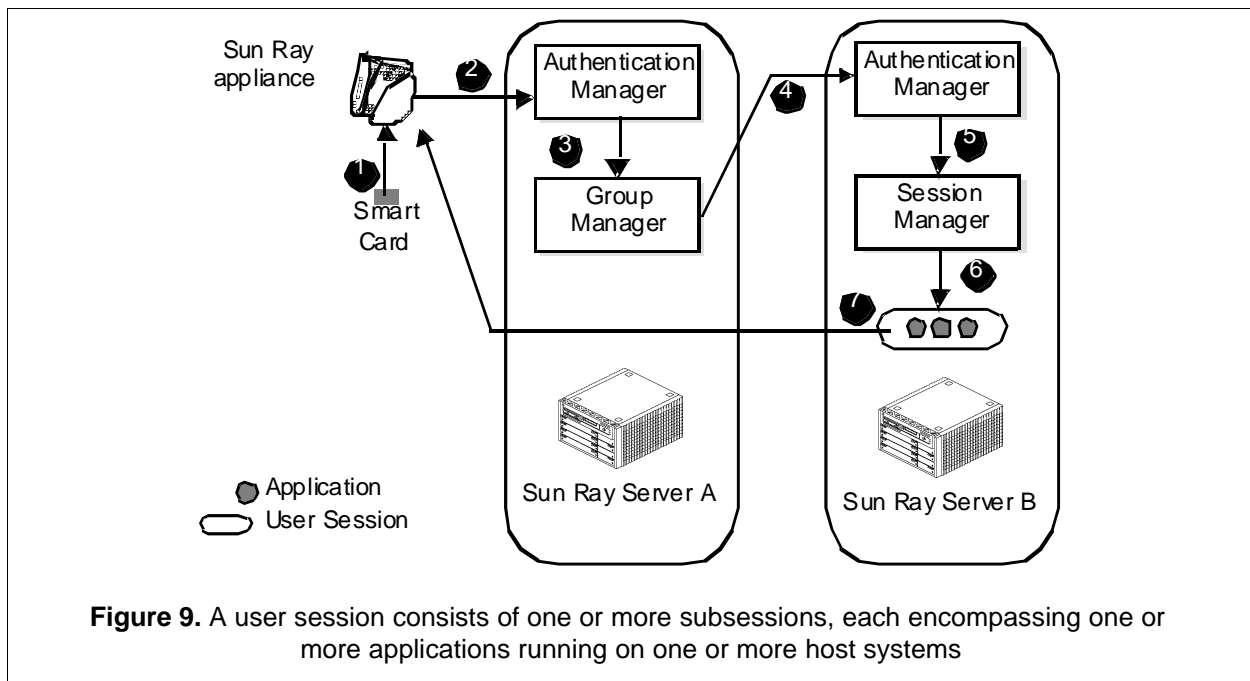 Sun Ray
appliance
2
Authentication
Manager
4
Authentication
Manager
3
5
1
Smart
Card
Group
Manager
Session
Manager
6
7
Sun Ray Server A
Sun Ray Server B
Application
User Session
Figure 9. A user session consists of one or more subsessions, each encompassing one or
more applications running on one or more host systems